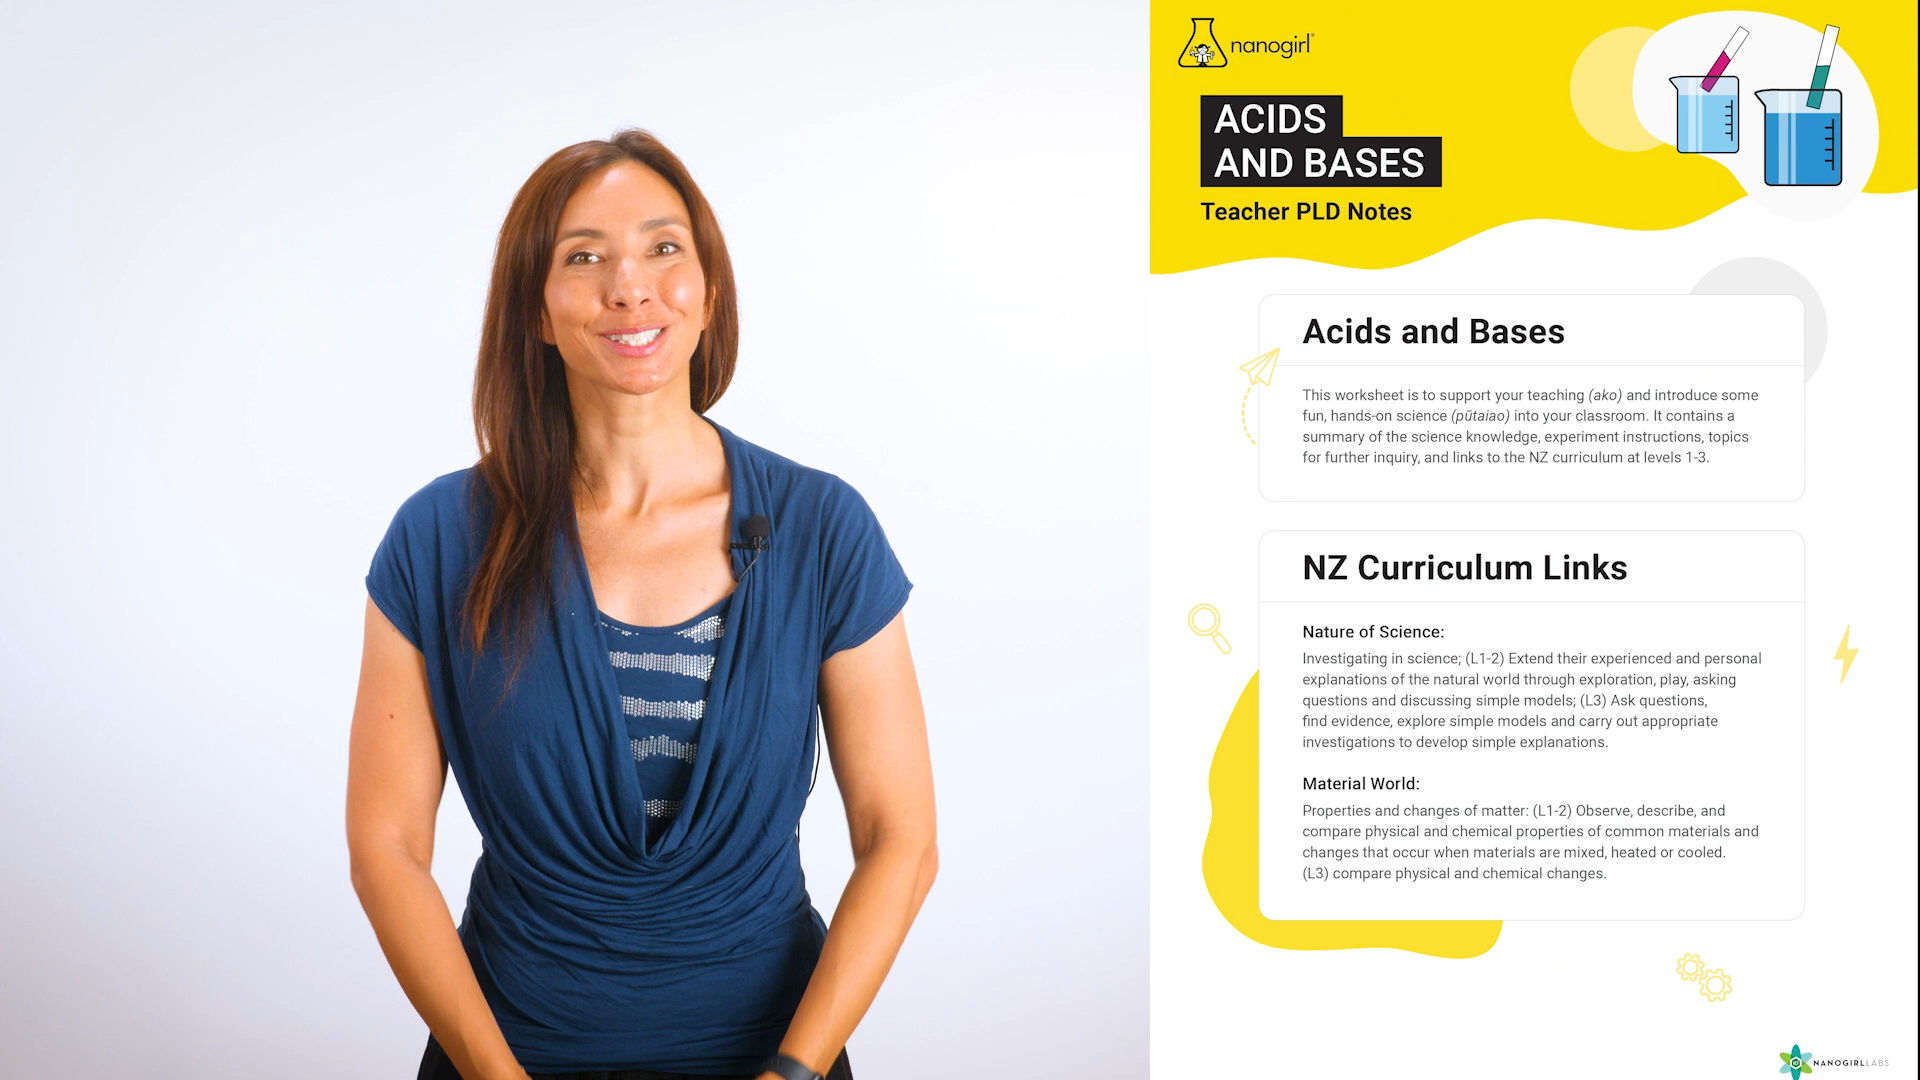 nanogirl®
ACIDS
AND BASES
Teacher PLD Notes
Acids and Bases
This worksheet is to support your teaching (ako) and introduce some
fun, hands-on science (pūtaiao) into your classroom. It contains a
summary of the science knowledge, experiment instructions, topics
for further inquiry, and links to the NZ curriculum at levels 1-3.
NZ Curriculum Links
Nature of Science:
Investigating in science; (L1-2) Extend their experienced and personal
explanations of the natural world through exploration, play, asking
questions and discussing simple models; (L3) Ask questions,
find evidence, explore simple models and carry out appropriate
investigations to develop simple explanations.
Material World:
Properties and changes of matter: (L1-2) Observe, describe, and
compare physical and chemical properties of common materials and
changes that occur when materials are mixed, heated or cooled.
(L3) compare physical and chemical changes.
NANOGIRLLABS